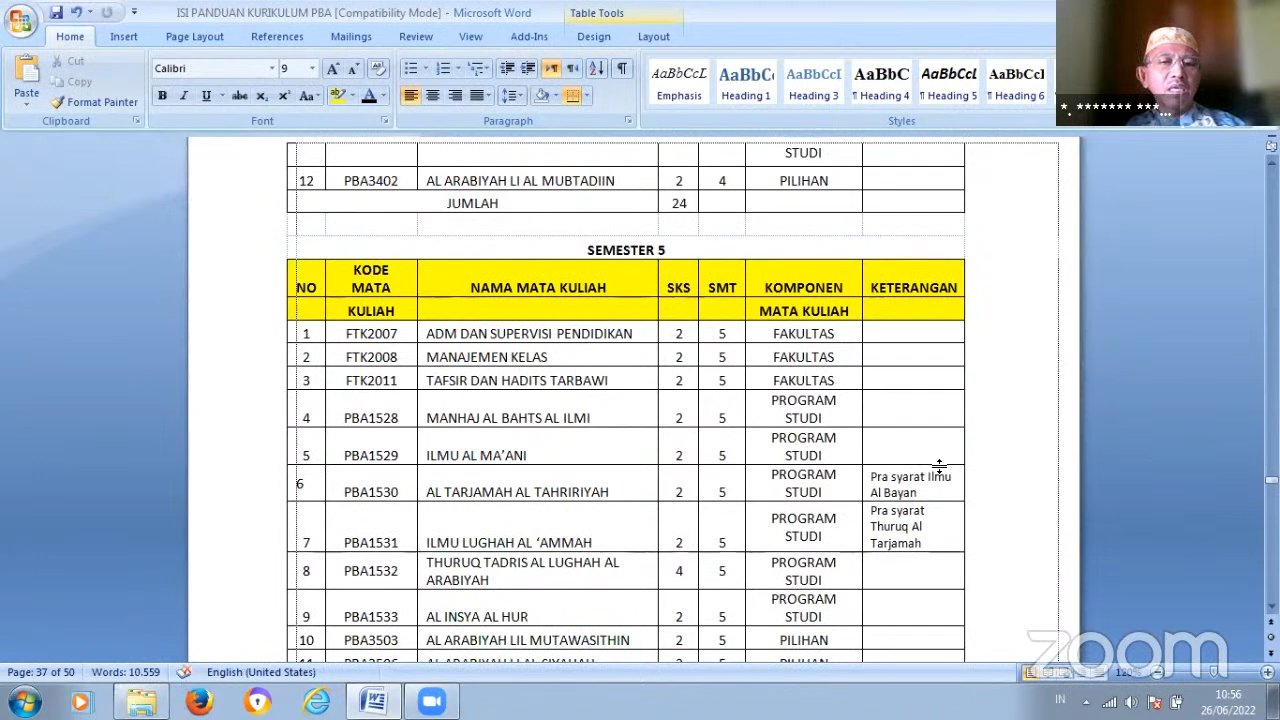 ISI PANDUAN KURIKULUM PBA [Compatibility Mode] - Microsoft Word
Table Tools
Home Insert Page Layout References Mailings Review View Add-Ins Design Layout
Paste
Cut
Copy
Format Painter
Clipboard
Calibri 9
B I U abc x₂ x² Aa
Font
Paragraph
AaBbCcL AaBbCc AaBbCcI AaBbC AaBbCcl AaBbCc
Emphasis Heading 1 Heading 3 ¶ Heading 4 ¶ Heading 5 ¶ Heading 6
Styles
*. ******* ***...
STUDI
12 PBA3402 AL ARABIYAH LI AL MUBTADIIN 2 4 PILIHAN
JUMLAH 24
SEMESTER 5
NO KODE MATA NAMA MATA KULIAH SKS SMT KOMPONEN KETERANGAN
KULIAH MATA KULIAH
1 FTK2007 ADM DAN SUPERVISI PENDIDIKAN 2 5 FAKULTAS
2 FTK2008 MANAJEMEN KELAS 2 5 FAKULTAS
3 FTK2011 TAFSIR DAN HADITS TARBAWI 2 5 FAKULTAS
4 PBA1528 MANHAJ AL BAHTS AL ILMI 2 5 PROGRAM STUDI
5 PBA1529 ILMU AL MA’ANI 2 5 PROGRAM STUDI
6 PBA1530 AL TARJAMAH AL TAHRIRIYAH 2 5 PROGRAM STUDI Pra syarat Ilmu Al Bayan
7 PBA1531 ILMU LUGHAH AL ‘AMMAH 2 5 PROGRAM STUDI Pra syarat Thuruq Al Tarjamah
8 PBA1532 THURUQ TADRIS AL LUGHAH AL ARABIYAH 4 5 PROGRAM STUDI
9 PBA1533 AL INSYA AL HUR 2 5 PROGRAM STUDI
10 PBA3503 AL ARABIYAH LIL MUTAWASITHIN 2 5 PILIHAN
zoom
Page: 37 of 50 Words: 10.559 English (United States) 120%
IN
10:56
26/06/2022